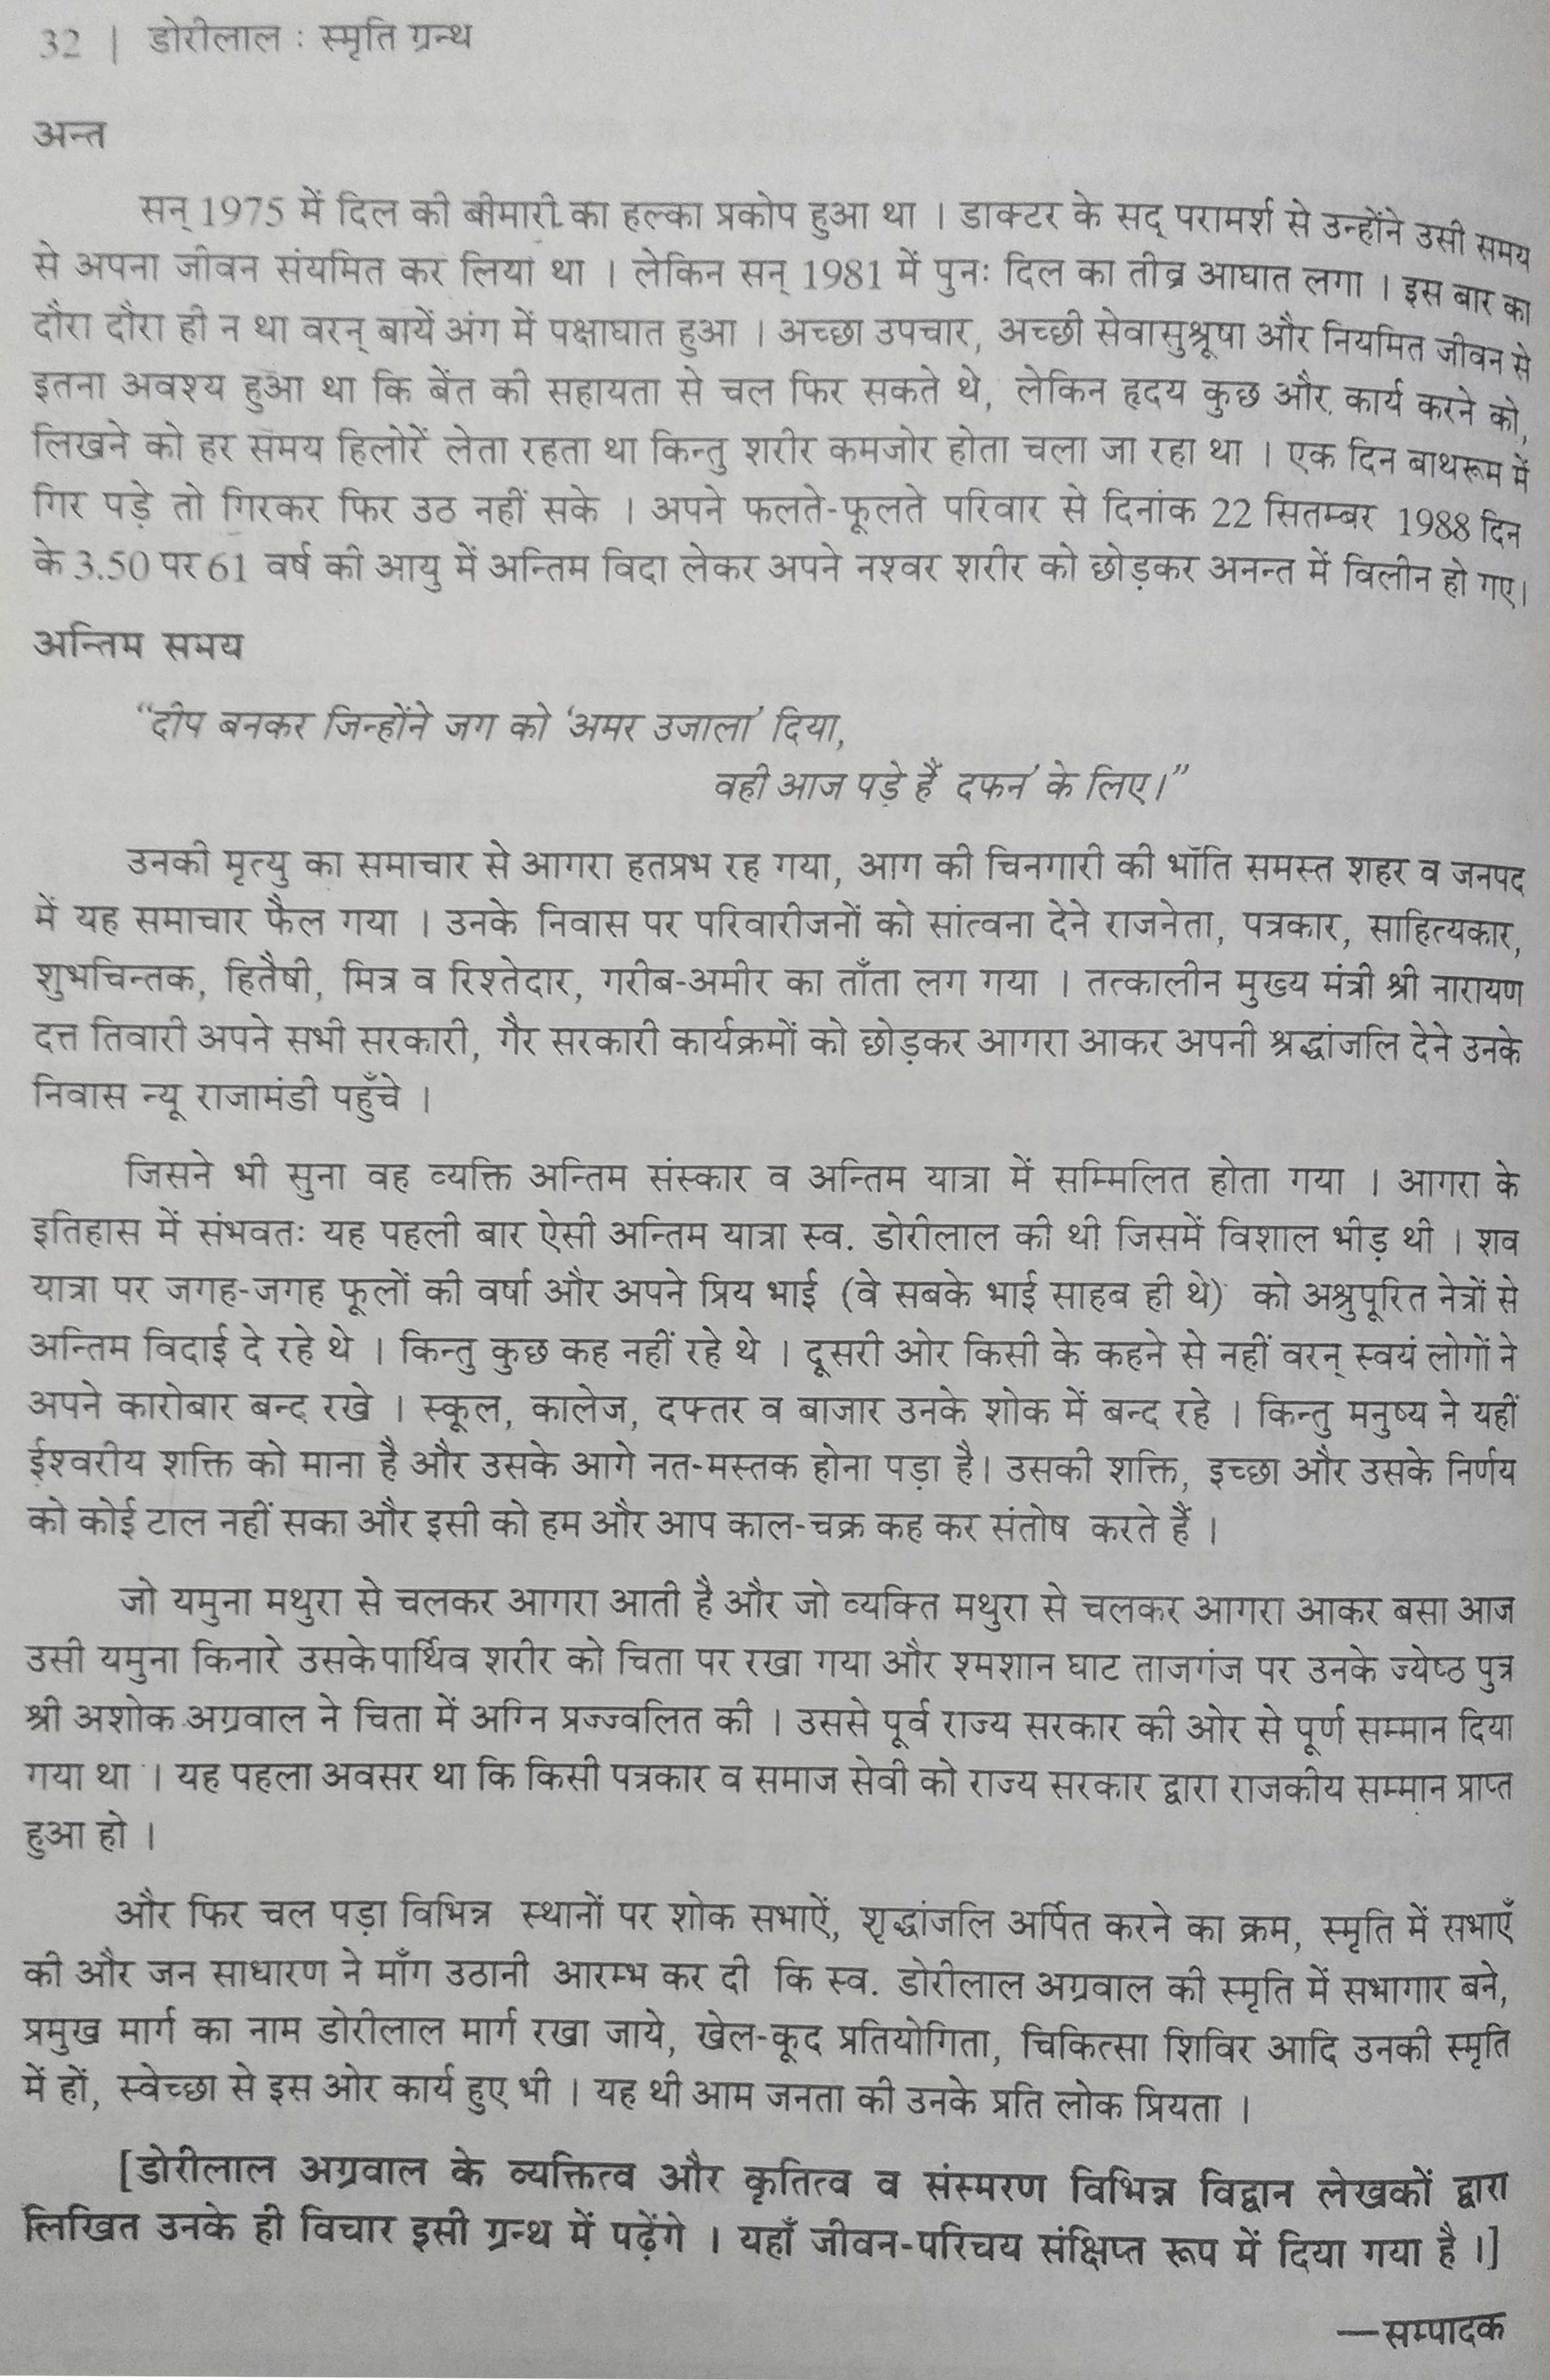 32 | डोरीलाल : स्मृति ग्रन्थ
अन्त
सन् 1975 में दिल की बीमारी का हल्का प्रकोप हुआ था । डाक्टर के सद् परामर्श से उन्होंने उसी समय
से अपना जीवन संयमित कर लिया था । लेकिन सन् 1981 में पुनः दिल का तीव्र आघात लगा । इस बार का
दौरा दौरा ही न था वरन् बायें अंग में पक्षाघात हुआ । अच्छा उपचार, अच्छी सेवासुश्रूषा और नियमित जीवन से
इतना अवश्य हुआ था कि बेंत की सहायता से चल फिर सकते थे, लेकिन हृदय कुछ और कार्य करने को,
लिखने को हर समय हिलोरें लेता रहता था किन्तु शरीर कमजोर होता चला जा रहा था । एक दिन बाथरूम में
गिर पड़े तो गिरकर फिर उठ नहीं सके । अपने फलते-फूलते परिवार से दिनांक 22 सितम्बर 1988 दिन
के 3.50 पर 61 वर्ष की आयु में अन्तिम विदा लेकर अपने नश्वर शरीर को छोड़कर अनन्त में विलीन हो गए।
अन्तिम समय
“दीप बनकर जिन्होंने जग को ‘अमर उजाला’ दिया,
वही आज पड़े हैं दफन’ के लिए।”
उनकी मृत्यु का समाचार से आगरा हतप्रभ रह गया, आग की चिनगारी की भाँति समस्त शहर व जनपद
में यह समाचार फैल गया । उनके निवास पर परिवारीजनों को सांत्वना देने राजनेता, पत्रकार, साहित्यकार,
शुभचिन्तक, हितैषी, मित्र व रिश्तेदार, गरीब-अमीर का ताँता लग गया । तत्कालीन मुख्य मंत्री श्री नारायण
दत्त तिवारी अपने सभी सरकारी, गैर सरकारी कार्यक्रमों को छोड़कर आगरा आकर अपनी श्रद्धांजलि देने उनके
निवास न्यू राजामंडी पहुँचे ।
जिसने भी सुना वह व्यक्ति अन्तिम संस्कार व अन्तिम यात्रा में सम्मिलित होता गया । आगरा के
इतिहास में संभवतः यह पहली बार ऐसी अन्तिम यात्रा स्व. डोरीलाल की थी जिसमें विशाल भीड़ थी । शव
यात्रा पर जगह-जगह फूलों की वर्षा और अपने प्रिय भाई (वे सबके भाई साहब ही थे) को अश्रुपूरित नेत्रों से
अन्तिम विदाई दे रहे थे । किन्तु कुछ कह नहीं रहे थे । दूसरी ओर किसी के कहने से नहीं वरन् स्वयं लोगों ने
अपने कारोबार बन्द रखे । स्कूल, कालेज, दफ्तर व बाजार उनके शोक में बन्द रहे । किन्तु मनुष्य ने यहीं
ईश्वरीय शक्ति को माना है और उसके आगे नत-मस्तक होना पड़ा है। उसकी शक्ति, इच्छा और उसके निर्णय
को कोई टाल नहीं सका और इसी को हम और आप काल-चक्र कह कर संतोष करते हैं ।
जो यमुना मथुरा से चलकर आगरा आती है और जो व्यक्ति मथुरा से चलकर आगरा आकर बसा आज
उसी यमुना किनारे उसके पार्थिव शरीर को चिता पर रखा गया और श्मशान घाट ताजगंज पर उनके ज्येष्ठ पुत्र
श्री अशोक अग्रवाल ने चिता में अग्नि प्रज्ज्वलित की । उससे पूर्व राज्य सरकार की ओर से पूर्ण सम्मान दिया
गया था । यह पहला अवसर था कि किसी पत्रकार व समाज सेवी को राज्य सरकार द्वारा राजकीय सम्मान प्राप्त
हुआ हो ।
और फिर चल पड़ा विभिन्न स्थानों पर शोक सभाऐं, शृद्धांजलि अर्पित करने का क्रम, स्मृति में सभाएँ
की और जन साधारण ने माँग उठानी आरम्भ कर दी कि स्व. डोरीलाल अग्रवाल की स्मृति में सभागार बने,
प्रमुख मार्ग का नाम डोरीलाल मार्ग रखा जाये, खेल-कूद प्रतियोगिता, चिकित्सा शिविर आदि उनकी स्मृति
में हों, स्वेच्छा से इस ओर कार्य हुए भी । यह थी आम जनता की उनके प्रति लोक प्रियता ।
[डोरीलाल अग्रवाल के व्यक्तित्व और कृतित्व व संस्मरण विभिन्न विद्वान लेखकों द्वारा
लिखित उनके ही विचार इसी ग्रन्थ में पढ़ेंगे । यहाँ जीवन-परिचय संक्षिप्त रूप में दिया गया है ।]
—सम्पादक